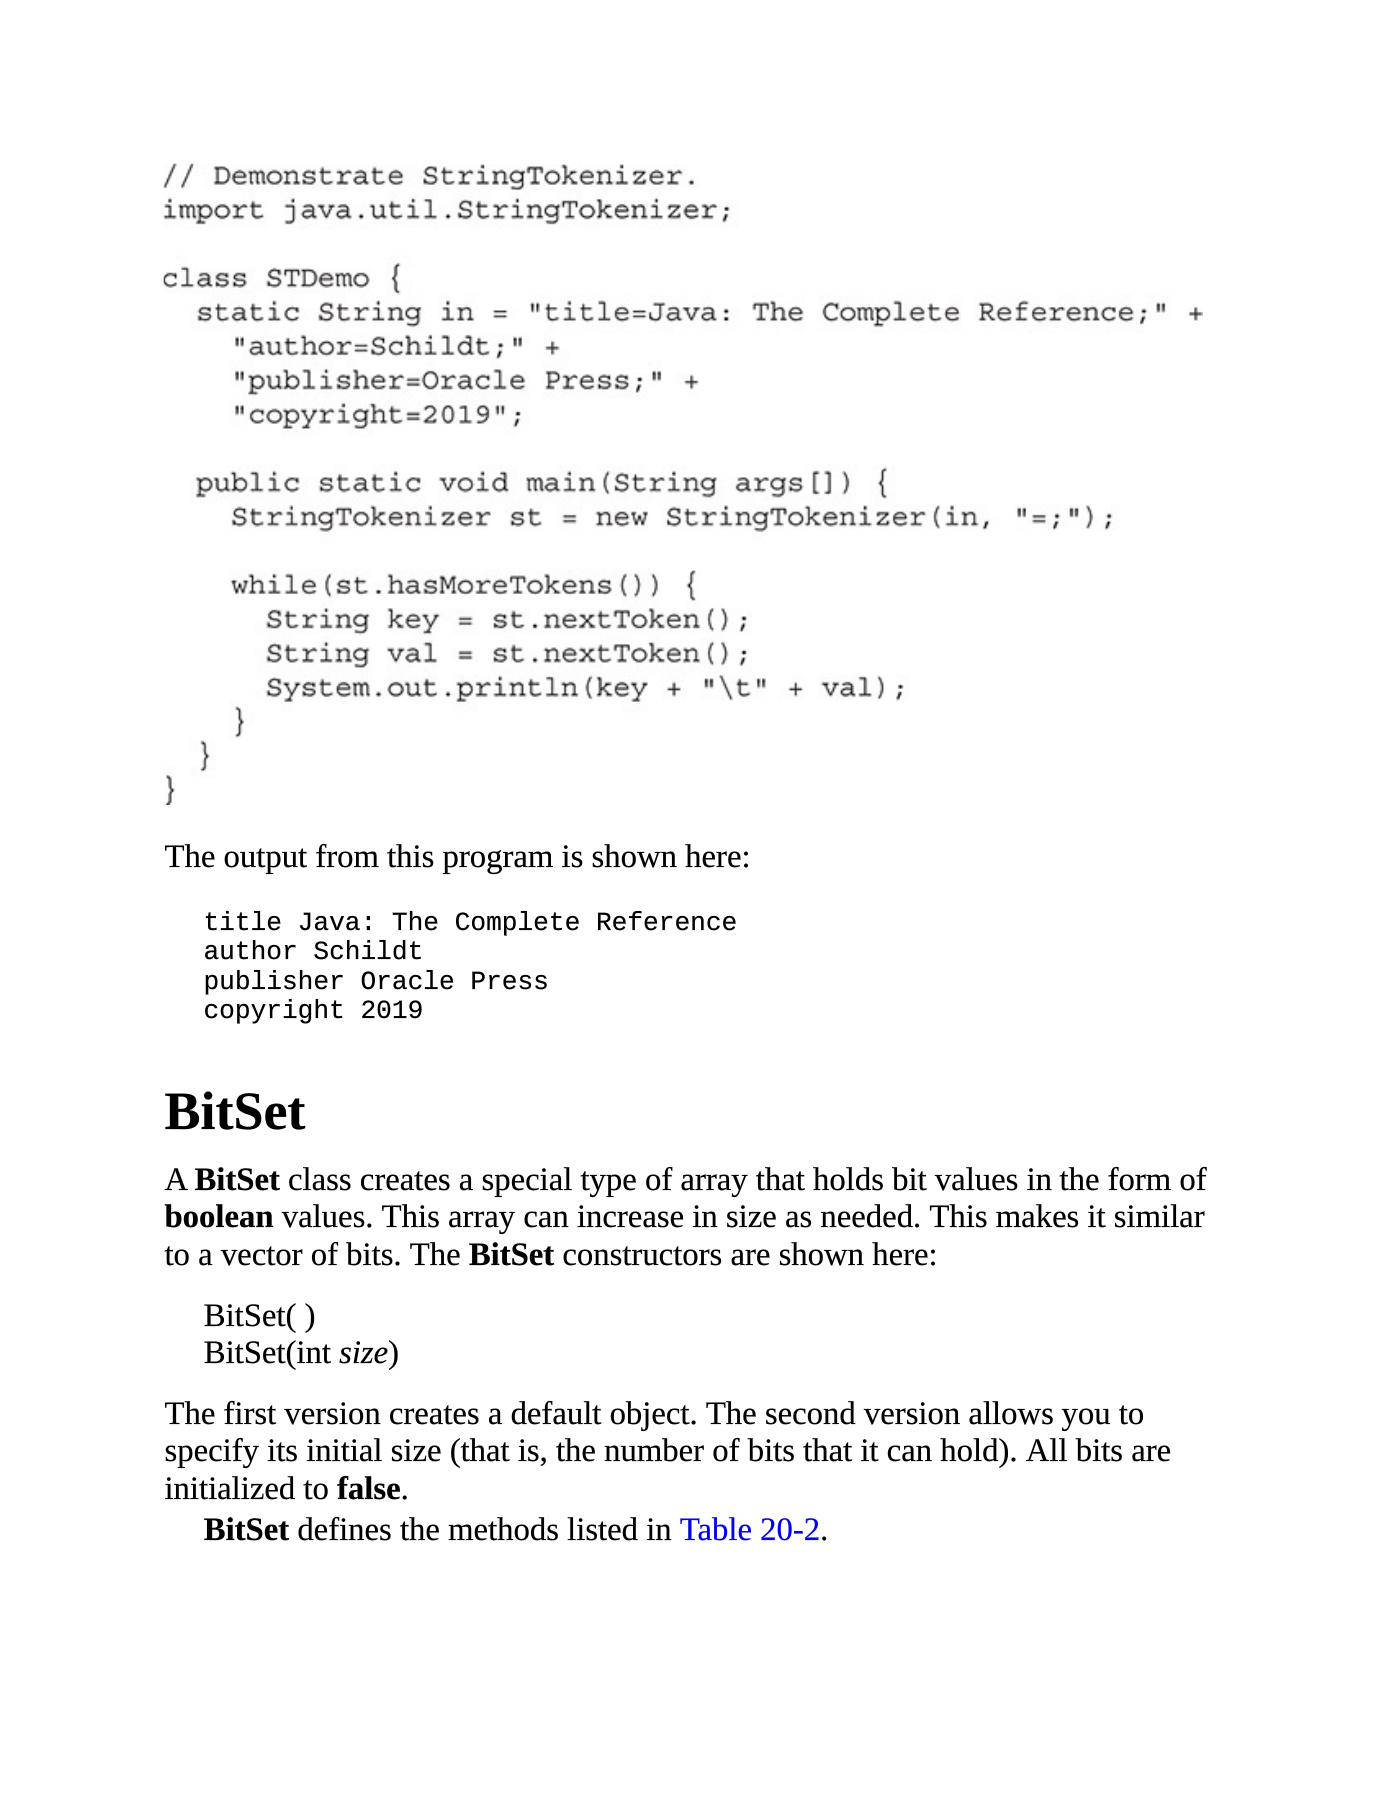 // Demonstrate StringTokenizer.
import java.util.StringTokenizer;

class STDemo {
  static String in = "title=Java: The Complete Reference;" +
    "author=Schildt;" +
    "publisher=Oracle Press;" +
    "copyright=2019";

  public static void main(String args[]) {
    StringTokenizer st = new StringTokenizer(in, "=;");

    while(st.hasMoreTokens()) {
      String key = st.nextToken();
      String val = st.nextToken();
      System.out.println(key + "\t" + val);
    }
  }
}
The output from this program is shown here:
title Java: The Complete Reference
author Schildt
publisher Oracle Press
copyright 2019
BitSet
A BitSet class creates a special type of array that holds bit values in the form of
boolean values. This array can increase in size as needed. This makes it similar
to a vector of bits. The BitSet constructors are shown here:
BitSet( )
BitSet(int size)
The first version creates a default object. The second version allows you to
specify its initial size (that is, the number of bits that it can hold). All bits are
initialized to false.
BitSet defines the methods listed in Table 20-2.